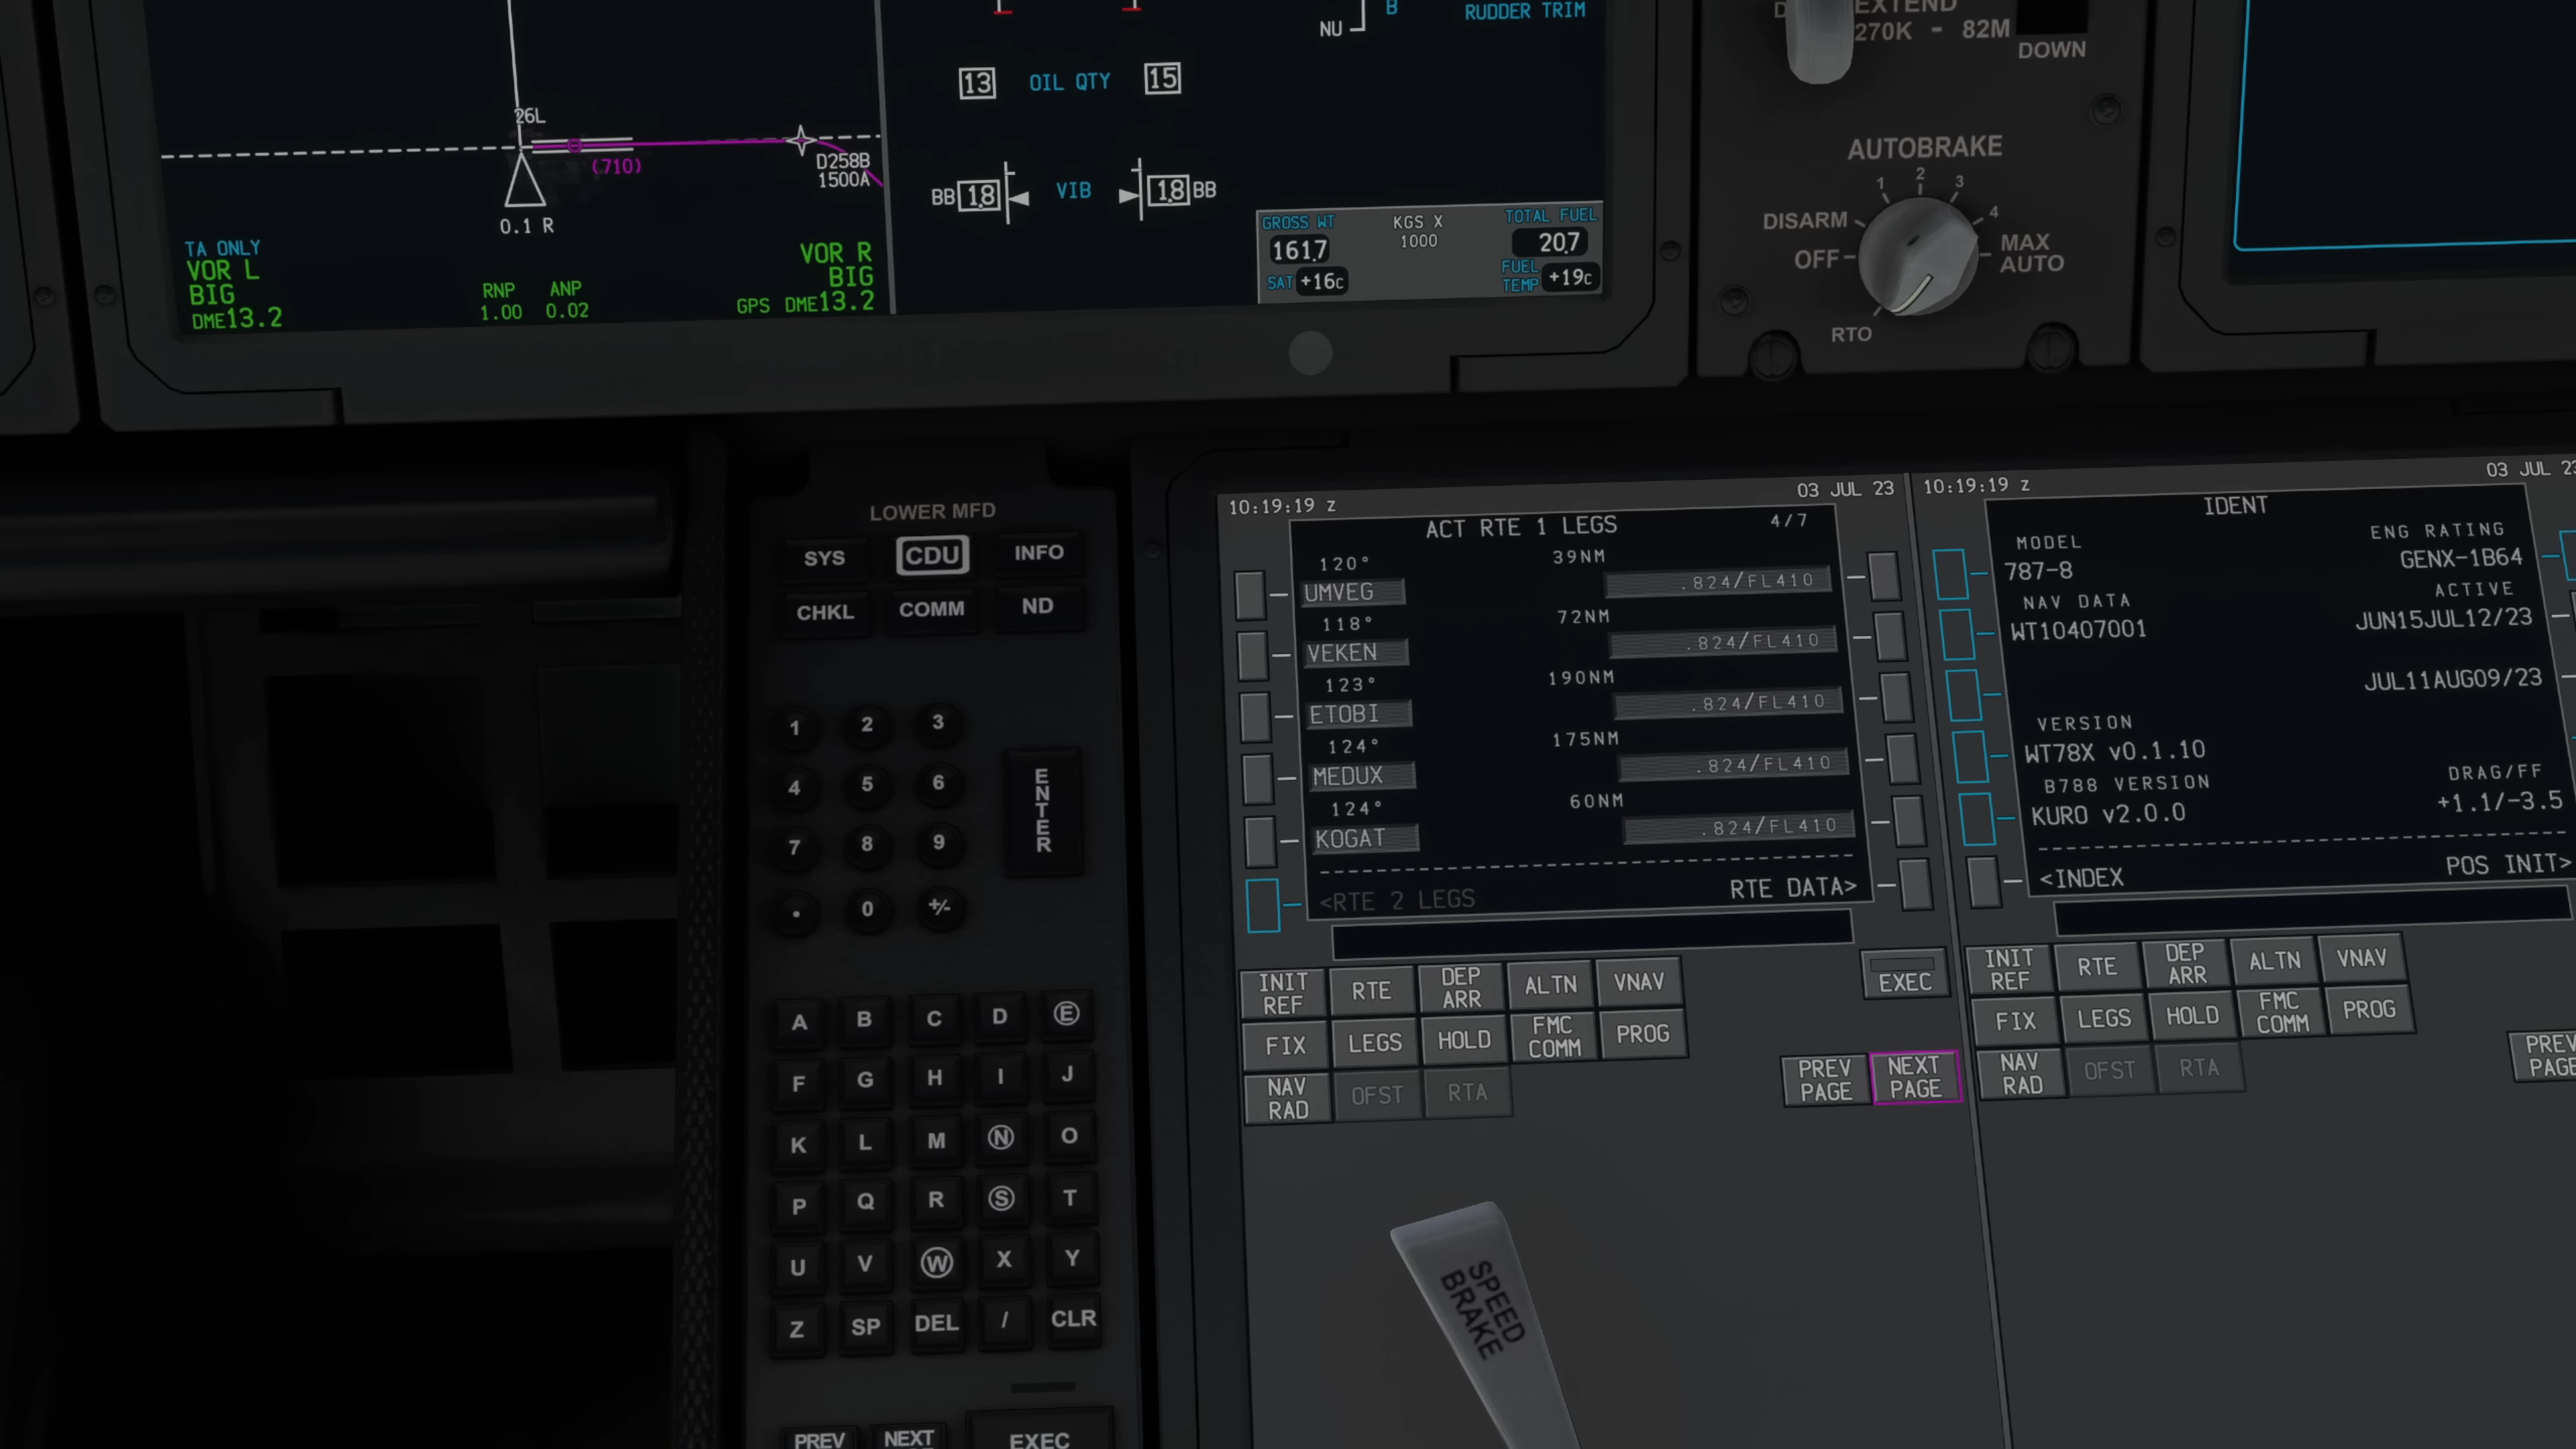 NU
B
RUDDER TRIM
13 OIL QTY 15
BB 1.8 VIB 1.8 BB
26L
(710)
D258B
1500A
0.1 R
TA ONLY
VOR L
BIG
DME13.2
RNP
1.00
ANP
0.02
VOR R
BIG
GPS DME13.2
GROSS WT
161.7
KGS X
1000
TOTAL FUEL
20.7
SAT +16c
FUEL
TEMP
+19c
EXTEND
270K - 82M
DOWN
AUTOBRAKE
DISARM 1 2 3 4
OFF
MAX
AUTO
RTO
LOWER MFD
SYS CDU INFO
CHKL COMM ND
1 2 3
4 5 6
7 8 9
. 0 +/-
ENTER
A B C D E
F G H I J
K L M N O
P Q R S T
U V W X Y
Z SP DEL / CLR
PREV NEXT EXEC
10:19:19 z 03 JUL 23
ACT RTE 1 LEGS 4/7
120° 39NM
UMVEG .824/FL410
118° 72NM
VEKEN .824/FL410
123° 190NM
ETOBI .824/FL410
124° 175NM
MEDUX .824/FL410
124° 60NM
KOGAT .824/FL410
<RTE 2 LEGS RTE DATA>
INIT
REF
RTE
DEP
ARR
ALTN
VNAV
EXEC
FIX
LEGS
HOLD
FMC
COMM
PROG
NAV
RAD
OFST
RTA
PREV
PAGE
NEXT
PAGE
10:19:19 z 03 JUL
IDENT
MODEL ENG RATING
787-8 GENX-1B64
NAV DATA ACTIVE
WT10407001 JUN15JUL12/23
JUL11AUG09/23
VERSION
WT78X v0.1.10
B788 VERSION DRAG/FF
KURO v2.0.0 +1.1/-3.5
<INDEX POS INIT>
INIT
REF
RTE
DEP
ARR
ALTN
VNAV
FIX
LEGS
HOLD
FMC
COMM
PROG
NAV
RAD
OFST
RTA
PREV
SPEED
BRAKE